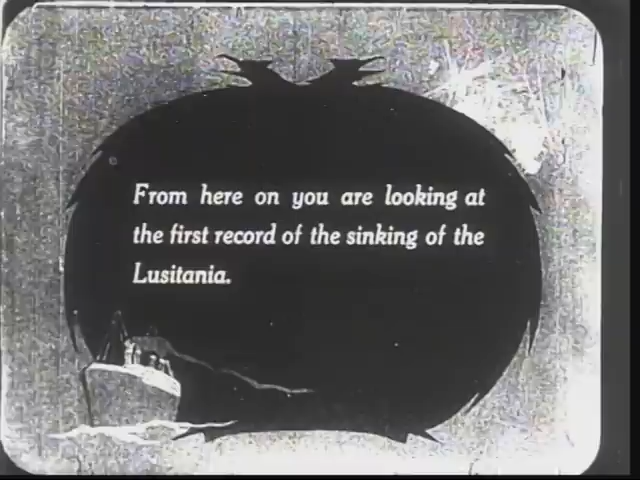 From here on you are looking at
the first record of the sinking of the
Lusitania.